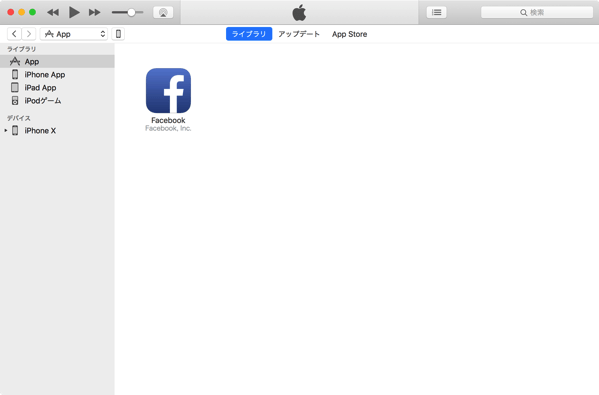 検索
App
ライブラリ
アップデート
App Store
ライブラリ
App
iPhone App
iPad App
iPodゲーム
デバイス
iPhone X
Facebook
Facebook, Inc.